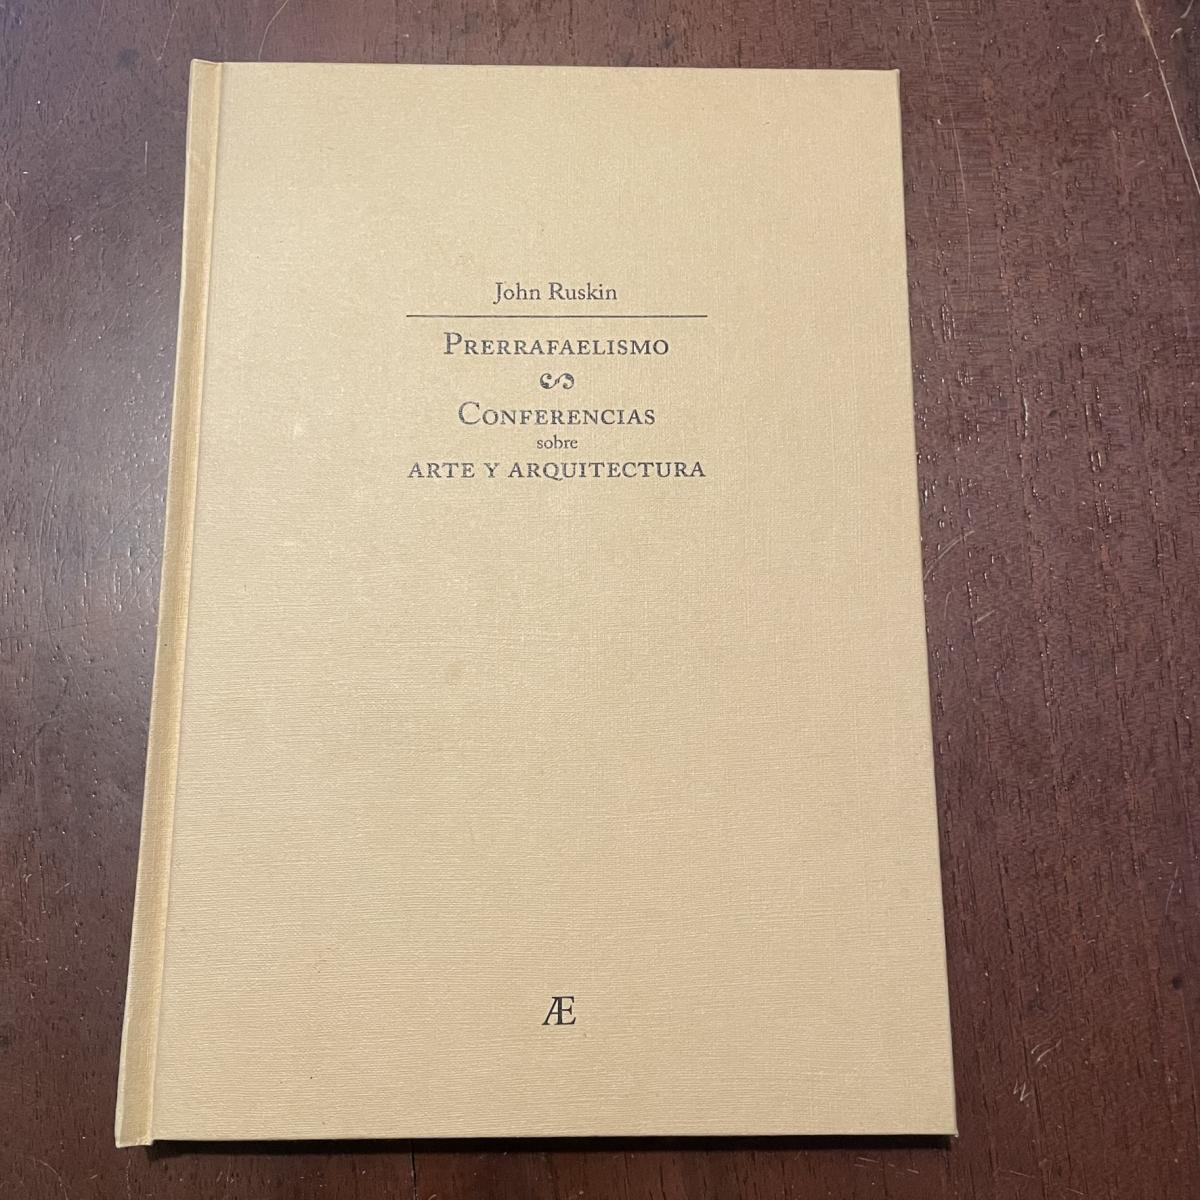 John Ruskin
PRERRAFAELISMO
CONFERENCIAS
sobre
ARTE Y ARQUITECTURA
Æ